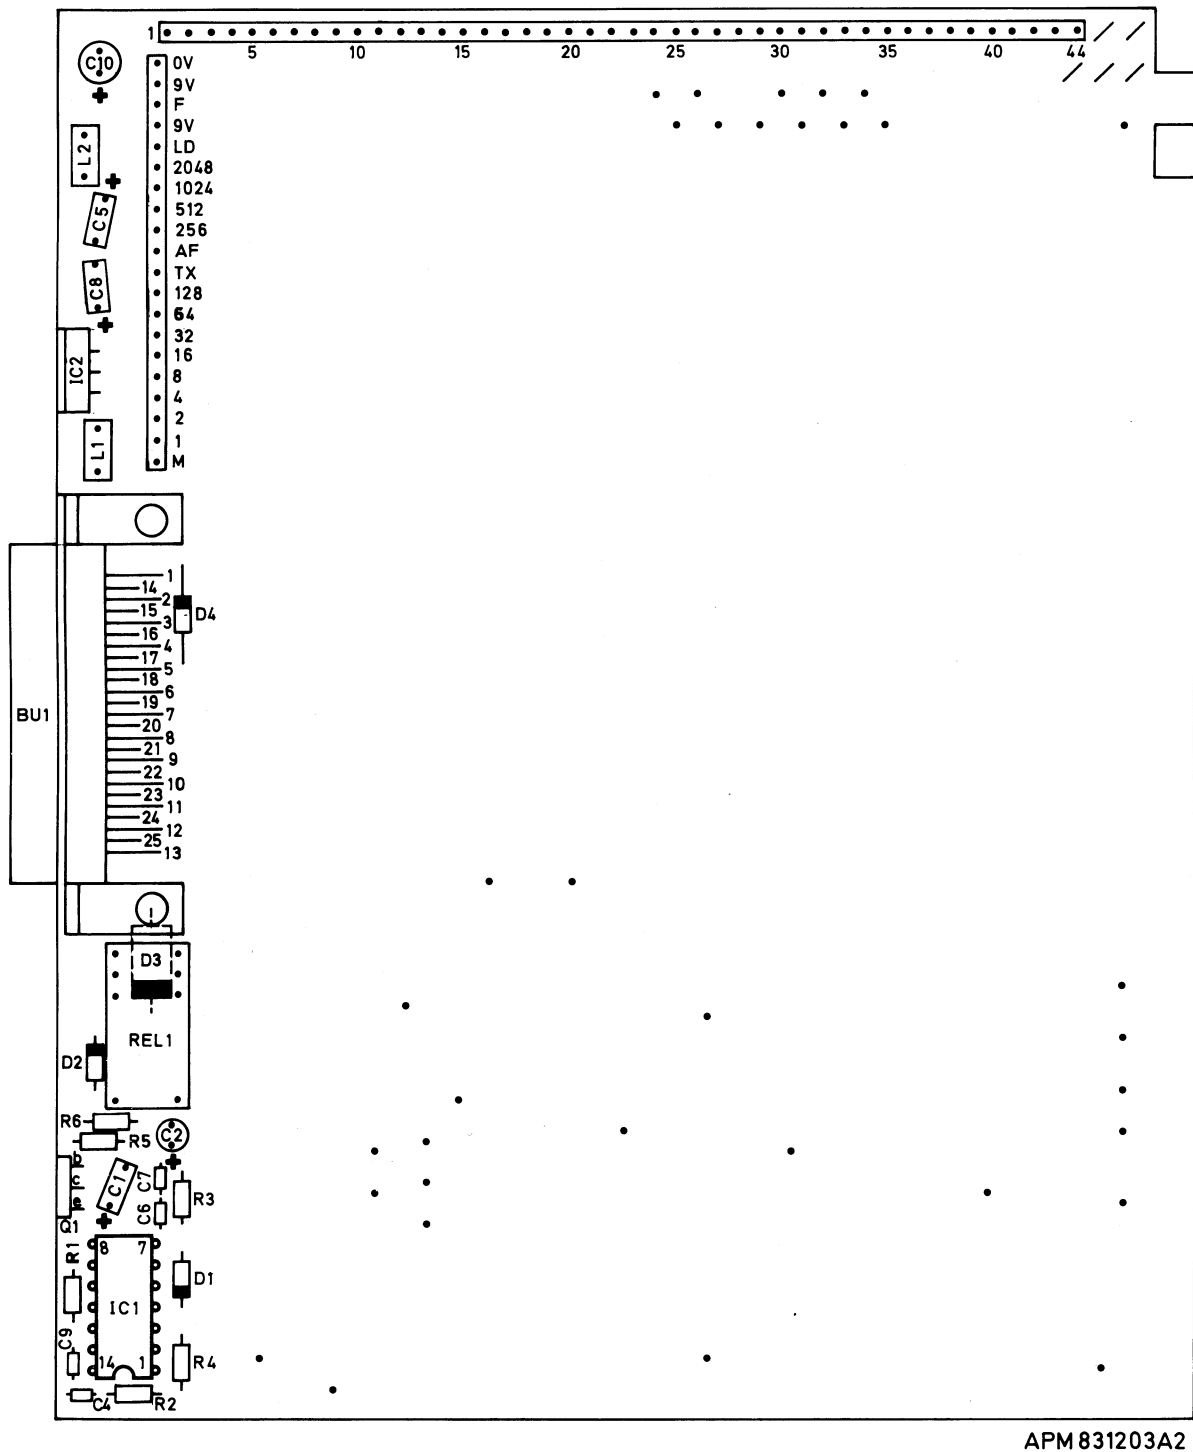 1
5 10 15 20 25 30 35 40 44
C10
0V
9V
F
9V
LD
2048
1024
512
256
AF
TX
128
64
32
16
8
4
2
1
M
L2
C5
C8
IC2
L1
BU1
1
14
2
15
3
16
4
17
5
18
6
19
7
20
8
21
9
22
10
23
11
24
12
25
13
D4
D3
REL1
D2
R6
R5
C2
b
c
e
Q1
C1
C7
C6
R3
R1
8 7
IC1
14 1
D1
C9
R4
C4
R2
APM 831203A2